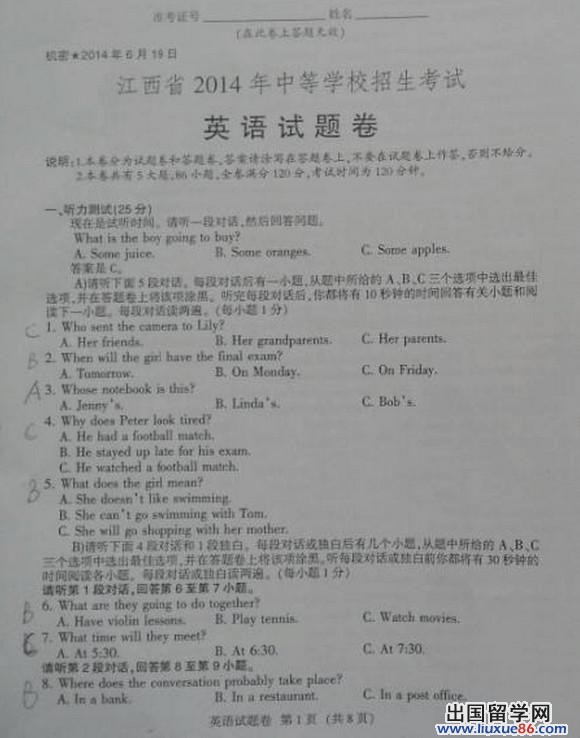 准考证号 姓名
(在此卷上答题无效)
机密★2014年6月19日
江西省2014年中等学校招生考试
英语试题卷
说明:1.本卷分为试题卷和答题卷,答案请涂写在答题卷上,不要在试题卷上作答,否则不给分。
2.本卷共有5大题,86小题,全卷满分120分,考试时间为120分钟。
一、听力测试(25分)
现在是试听时间。请听一段对话,然后回答问题。
What is the boy going to buy?
A. Some juice. B. Some oranges. C. Some apples.
答案是C。
A)请听下面5段对话。每段对话后有一小题,从题中所给的A、B、C三个选项中选出最佳
选项,并在答题卷上将该项涂黑。听完每段对话后,你都将有10秒钟的时间回答有关小题和阅
读下一小题。每段对话读两遍。(每小题1分)
C 1. Who sent the camera to Lily?
A. Her friends. B. Her grandparents. C. Her parents.
B 2. When will the girl have the final exam?
A. Tomorrow. B. On Monday. C. On Friday.
A 3. Whose notebook is this?
A. Jenny's. B. Linda's. C. Bob's.
C 4. Why does Peter look tired?
A. He had a football match.
B. He stayed up late for his exam.
C. He watched a football match.
B 5. What does the girl mean?
A. She doesn't like swimming.
B. She can't go swimming with Tom.
C. She will go shopping with her mother.
B)请听下面4段对话和1段独白。每段对话或独白后有几个小题,从题中所给的A、B、C
三个选项中选出最佳选项,并在答题卷上将该项涂黑。听每段对话或独白前你都将有30秒钟的
时间阅读各小题。每段对话或独白读两遍。(每小题1分)
请听第1段对话,回答第6至第7小题。
B 6. What are they going to do together?
A. Have violin lessons. B. Play tennis. C. Watch movies.
C 7. What time will they meet?
A. At 5:30. B. At 6:30. C. At 7:30.
请听第2段对话,回答第8至第9小题。
B 8. Where does the conversation probably take place?
A. In a bank. B. In a restaurant. C. In a post office.
英语试题卷 第1页(共8页)
出国留学网
www.liuxue86.com